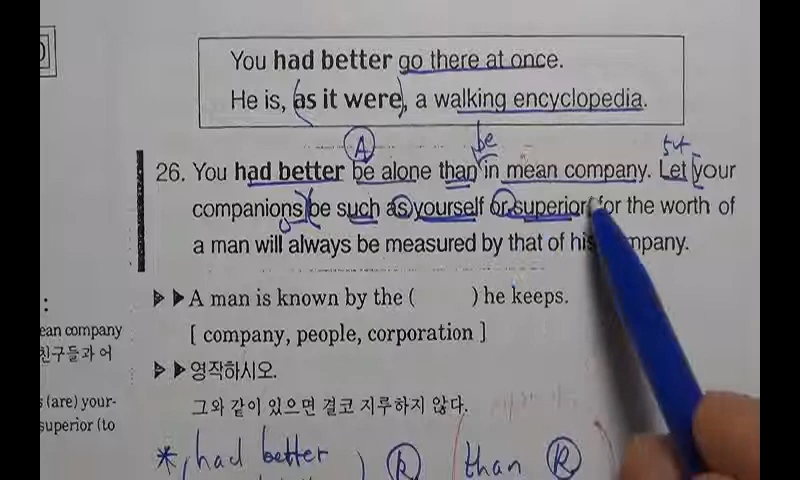 You had better go there at once.
He is, as it were, a walking encyclopedia.
A be 5형
26. You had better be alone than in mean company. Let your
companions be such as yourself or superior for the worth of
o
a man will always be measured by that of his company.
▶▶ A man is known by the ( ) he keeps.
[ company, people, corporation ]
▶▶ 영작하시오.
그와 같이 있으면 결코 지루하지 않다.
ean company
친구들과 어
s (are) your-
superior (to
* had better ) Ⓡ ( than Ⓡ